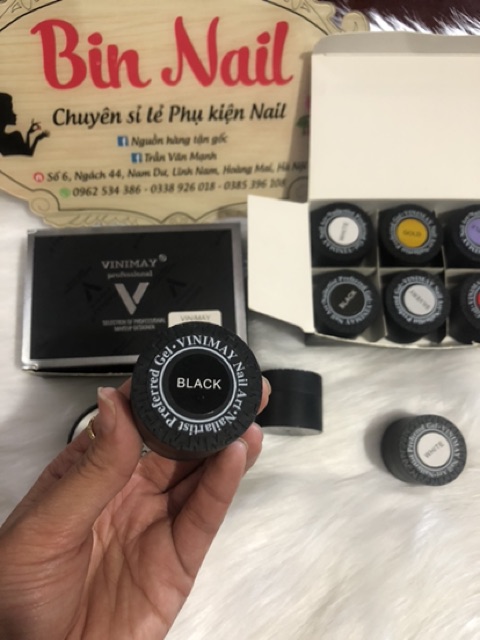 Bin Nail
Chuyên sỉ lẻ Phụ kiện Nail
Nguồn hàng tận gốc
Trần Văn Mạnh
Số 6, Ngách 44, Nam Dư, Lĩnh Nam, Hoàng Mai, Hà Nội
0962 534 386 - 0338 926 018 - 0385 396 208
VINIMAY
professional
V
VINIMAY
WHITE
GOLD
BLACK
Preferred Gel • VINIMAY Nail Art • Nailartist
BLACK
WHITE